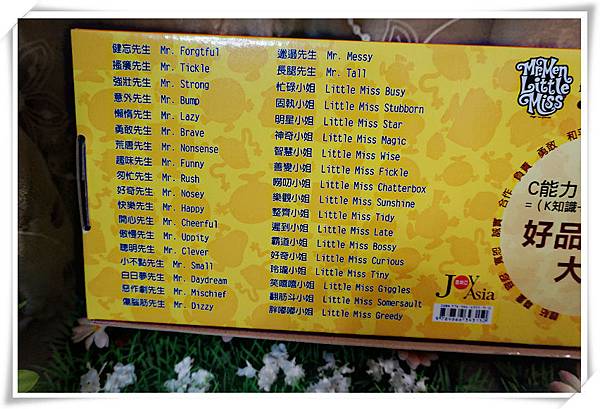 健忘先生 Mr. Forgtful
搔癢先生 Mr. Tickle
強壯先生 Mr. Strong
意外先生 Mr. Bump
懶惰先生 Mr. Lazy
勇敢先生 Mr. Brave
荒唐先生 Mr. Nonsense
趣味先生 Mr. Funny
匆忙先生 Mr. Rush
好奇先生 Mr. Nosey
快樂先生 Mr. Happy
開心先生 Mr. Cheerful
傲慢先生 Mr. Uppity
聰明先生 Mr. Clever
小不點先生 Mr. Small
白日夢先生 Mr. Daydream
惡作劇先生 Mr. Mischief
傷腦筋先生 Mr. Dizzy
邋遢先生 Mr. Messy
長腿先生 Mr. Tall
忙碌小姐 Little Miss Busy
固執小姐 Little Miss Stubborn
明星小姐 Little Miss Star
神奇小姐 Little Miss Magic
智慧小姐 Little Miss Wise
善變小姐 Little Miss Fickle
嘮叨小姐 Little Miss Chatterbox
樂觀小姐 Little Miss Sunshine
整齊小姐 Little Miss Tidy
遲到小姐 Little Miss Late
霸道小姐 Little Miss Bossy
好奇小姐 Little Miss Curious
玲瓏小姐 Little Miss Tiny
笑嘻嘻小姐 Little Miss Giggles
翻筋斗小姐 Little Miss Somersault
胖嘟嘟小姐 Little Miss Greedy
Mr. Men
Little
Miss
誠實 合作 負責 勇敢
C能力
=(K知識+
好品
大
JOY
Asia